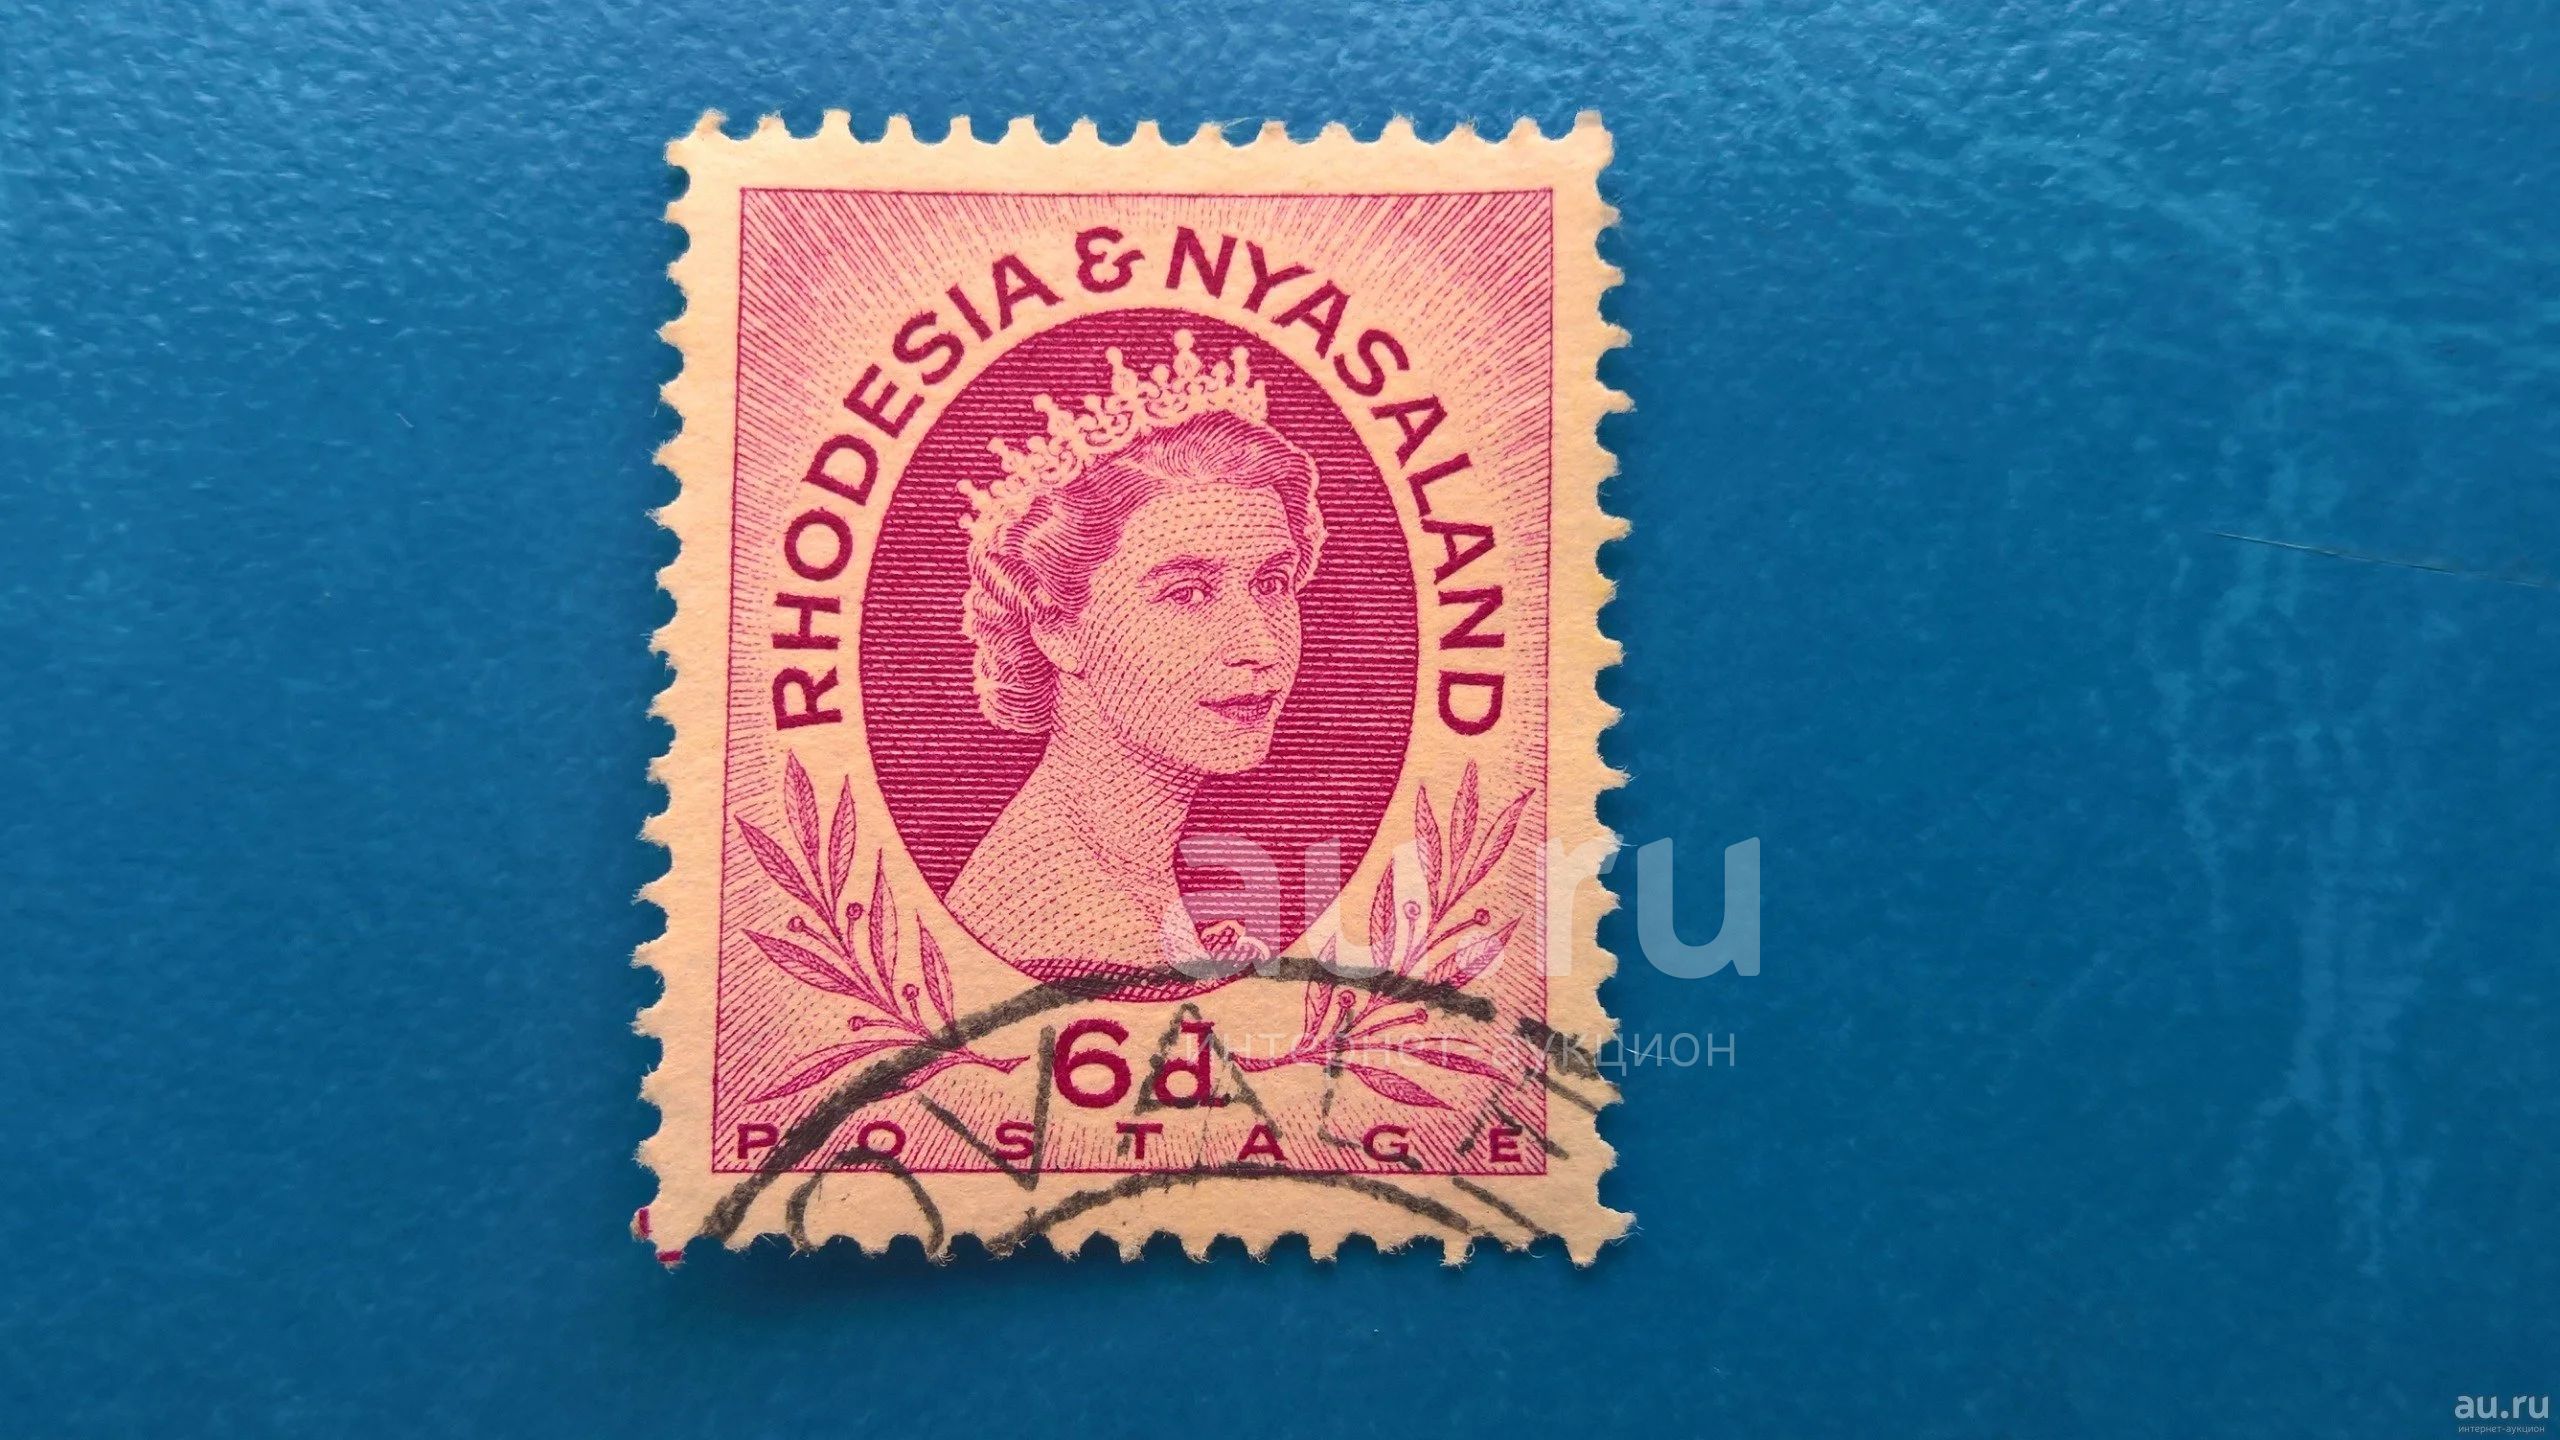 RHODESIA & NYASALAND
au.ru
интернет-аукцион
6d
POSTAGE
au.ru
интернет-аукцион